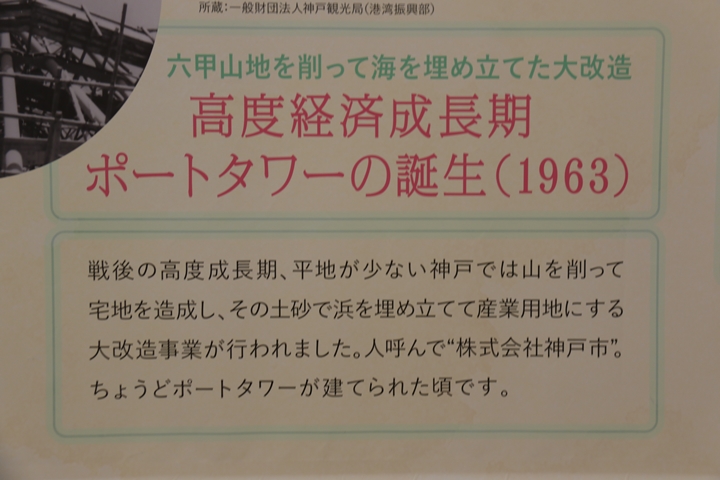 所蔵：一般財団法人神戸観光局（港湾振興部）
六甲山地を削って海を埋め立てた大改造
高度経済成長期
ポートタワーの誕生（1963）
戦後の高度成長期、平地が少ない神戸では山を削って
宅地を造成し、その土砂で浜を埋め立てて産業用地にする
大改造事業が行われました。人呼んで“株式会社神戸市”。
ちょうどポートタワーが建てられた頃です。